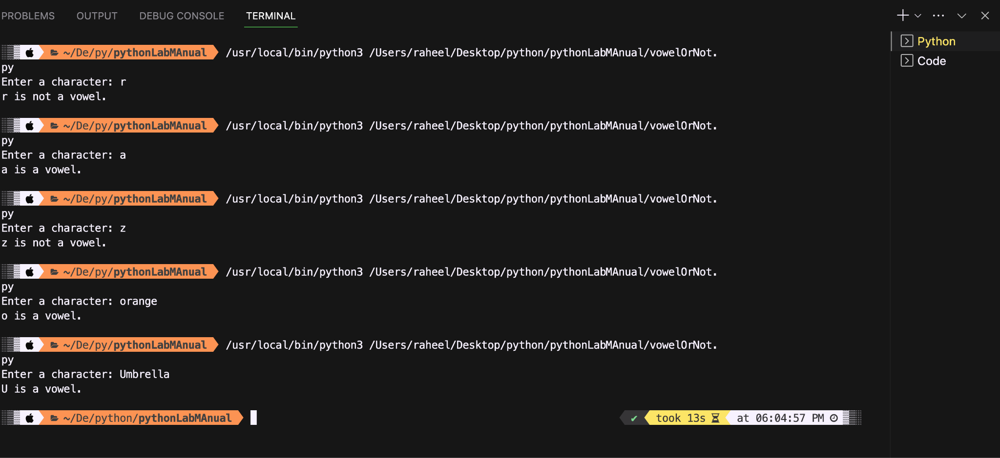 PROBLEMS OUTPUT DEBUG CONSOLE TERMINAL
~/De/py/pythonLabMAnual /usr/local/bin/python3 /Users/raheel/Desktop/python/pythonLabMAnual/vowelOrNot.
py
Enter a character: r
r is not a vowel.
~/De/py/pythonLabMAnual /usr/local/bin/python3 /Users/raheel/Desktop/python/pythonLabMAnual/vowelOrNot.
py
Enter a character: a
a is a vowel.
~/De/py/pythonLabMAnual /usr/local/bin/python3 /Users/raheel/Desktop/python/pythonLabMAnual/vowelOrNot.
py
Enter a character: z
z is not a vowel.
~/De/py/pythonLabMAnual /usr/local/bin/python3 /Users/raheel/Desktop/python/pythonLabMAnual/vowelOrNot.
py
Enter a character: orange
o is a vowel.
~/De/py/pythonLabMAnual /usr/local/bin/python3 /Users/raheel/Desktop/python/pythonLabMAnual/vowelOrNot.
py
Enter a character: Umbrella
U is a vowel.
~/De/python/pythonLabMAnual ✔ took 13s at 06:04:57 PM
Python
Code